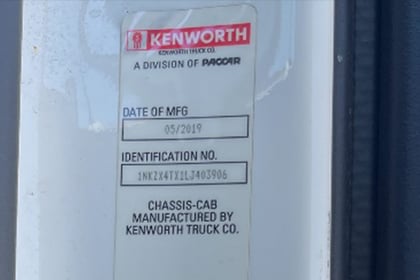 KENWORTH
KENWORTH TRUCK CO.
A DIVISION OF PACCAR
DATE OF MFG
05/2019
IDENTIFICATION NO.
1NKZX4TX1LJ403906
CHASSIS-CAB
MANUFACTURED BY
KENWORTH TRUCK CO.